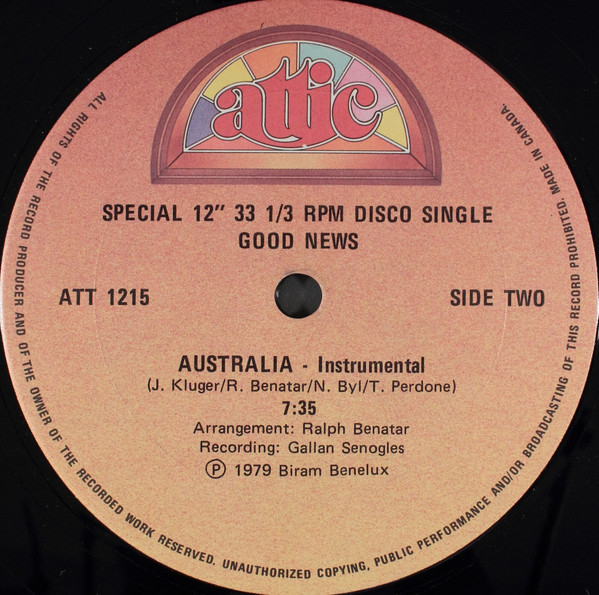 attic
SPECIAL 12" 33 1/3 RPM DISCO SINGLE
GOOD NEWS
ATT 1215
SIDE TWO
AUSTRALIA - Instrumental
(J. Kluger/R. Benatar/N. Byl/T. Perdone)
7:35
Arrangement: Ralph Benatar
Recording: Gallan Senogles
℗ 1979 Biram Benelux
ALL RIGHTS OF THE RECORD PRODUCER AND OF THE OWNER OF THE RECORDED WORK RESERVED. UNAUTHORIZED COPYING, PUBLIC PERFORMANCE AND/OR BROADCASTING OF THIS RECORD PROHIBITED. MADE IN CANADA.